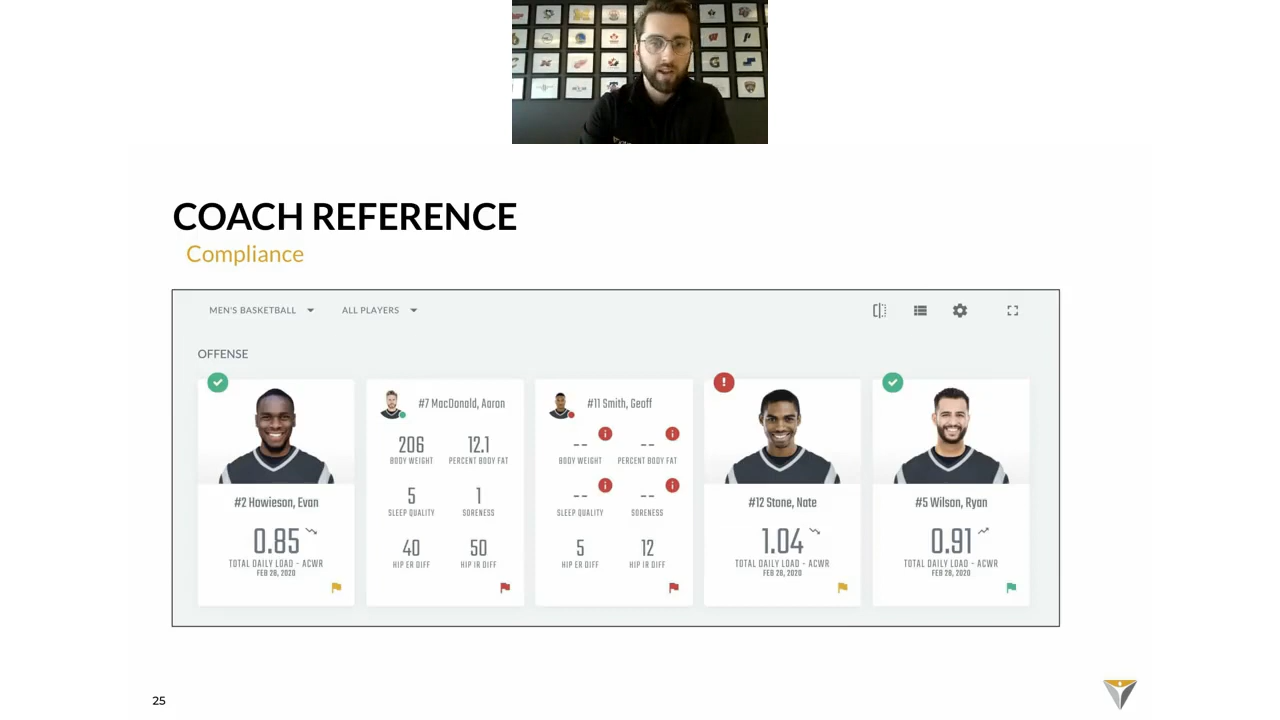 COACH REFERENCE
Compliance
MEN'S BASKETBALL
ALL PLAYERS
OFFENSE
#2 Howieson, Evan
0.85
TOTAL DAILY LOAD - ACWR
FEB 28, 2020
#7 MacDonald, Aaron
206 12.1
BODY WEIGHT PERCENT BODY FAT
5 1
SLEEP QUALITY SORENESS
40 50
HIP ER DIFF HIP IR DIFF
#11 Smith, Geoff
-- --
BODY WEIGHT PERCENT BODY FAT
-- --
SLEEP QUALITY SORENESS
5 12
HIP ER DIFF HIP IR DIFF
#12 Stone, Nate
1.04
TOTAL DAILY LOAD - ACWR
FEB 28, 2020
#5 Wilson, Ryan
0.91
TOTAL DAILY LOAD - ACWR
FEB 28, 2020
25